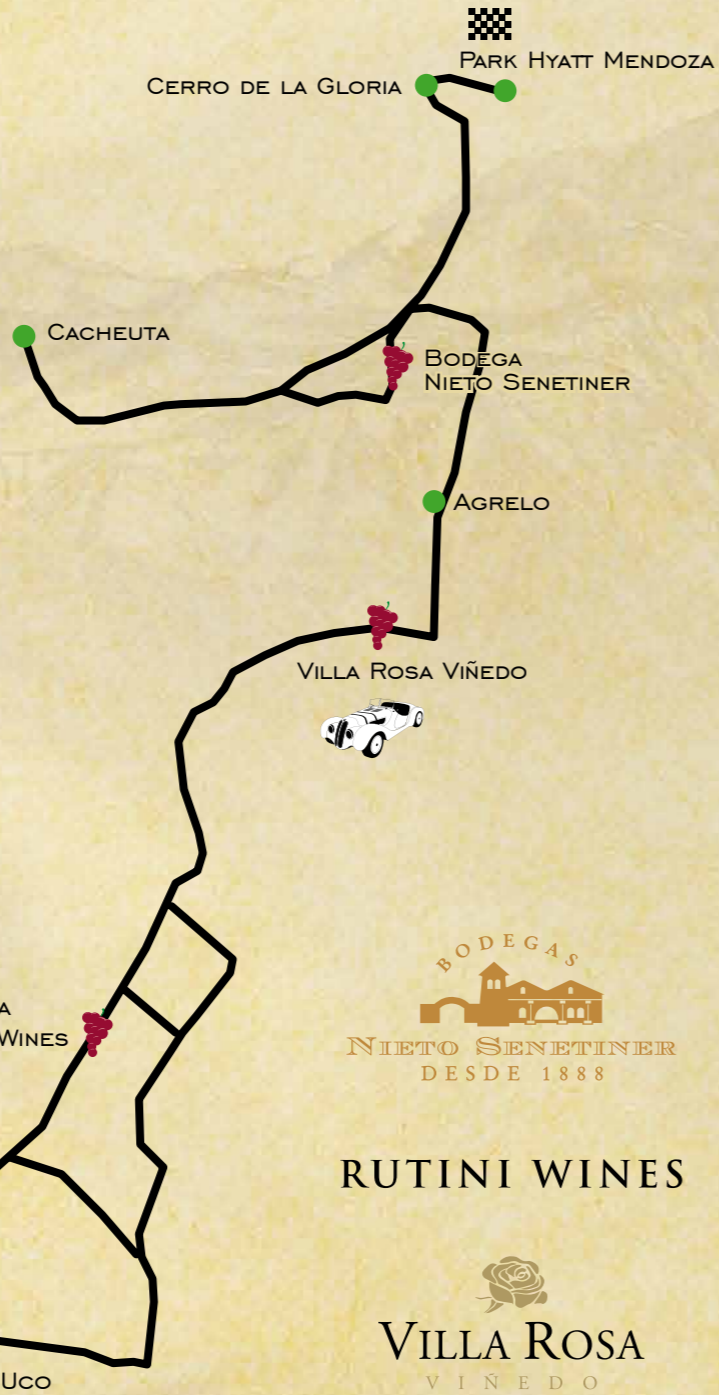 PARK HYATT MENDOZA
CERRO DE LA GLORIA
CACHEUTA
BODEGA
NIETO SENETINER
AGRELO
VILLA ROSA VIÑEDO
A
WINES
BODEGAS
NIETO SENETINER
DESDE 1888
RUTINI WINES
VILLA ROSA
VIÑEDO
UCO